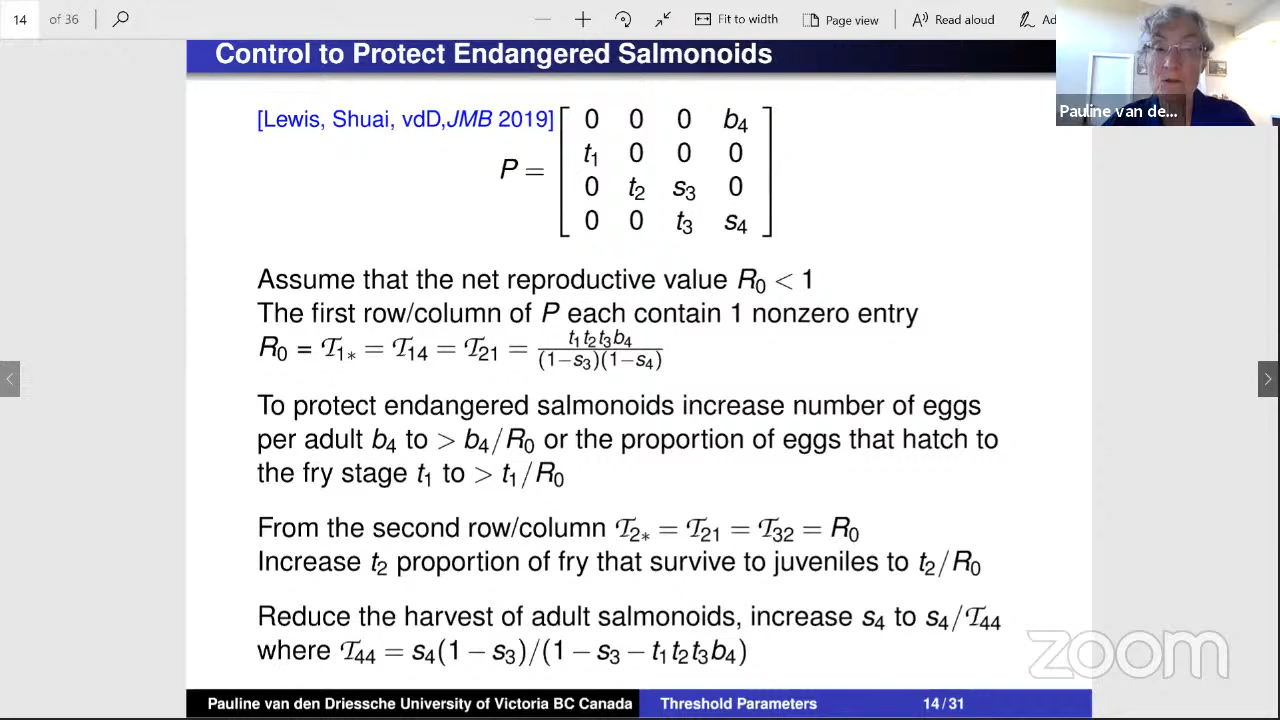 14 of 36 Fit to width Page view Read aloud Ad
Control to Protect Endangered Salmonoids
Pauline van de...
[Lewis, Shuai, vdD, JMB 2019]
P =
0 0 0 b₄
t₁ 0 0 0
0 t₂ s₃ 0
0 0 t₃ s₄
Assume that the net reproductive value R₀ < 1
The first row/column of P each contain 1 nonzero entry
R₀ = 𝒯₁* = 𝒯₁₄ = 𝒯₂₁ = t₁t₂t₃b₄ / (1−s₃)(1−s₄)
To protect endangered salmonoids increase number of eggs
per adult b₄ to > b₄/R₀ or the proportion of eggs that hatch to
the fry stage t₁ to > t₁/R₀
From the second row/column 𝒯₂* = 𝒯₂₁ = 𝒯₃₂ = R₀
Increase t₂ proportion of fry that survive to juveniles to t₂/R₀
Reduce the harvest of adult salmonoids, increase s₄ to s₄/𝒯₄₄
where 𝒯₄₄ = s₄(1 − s₃)/(1 − s₃ − t₁t₂t₃b₄)
zoom
Pauline van den Driessche University of Victoria BC Canada Threshold Parameters 14 / 31